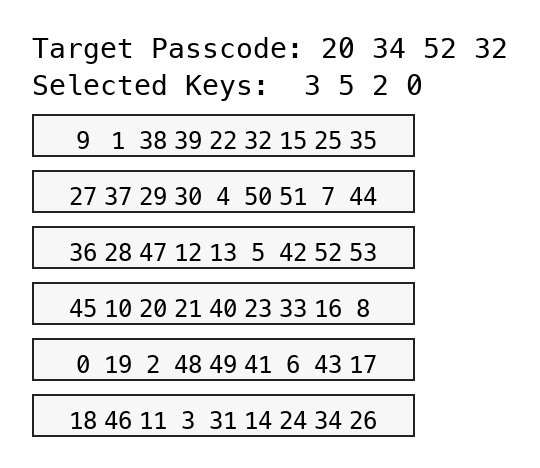 Target Passcode: 20 34 52 32
Selected Keys: 3 5 2 0
9 1 38 39 22 32 15 25 35
27 37 29 30 4 50 51 7 44
36 28 47 12 13 5 42 52 53
45 10 20 21 40 23 33 16 8
0 19 2 48 49 41 6 43 17
18 46 11 3 31 14 24 34 26